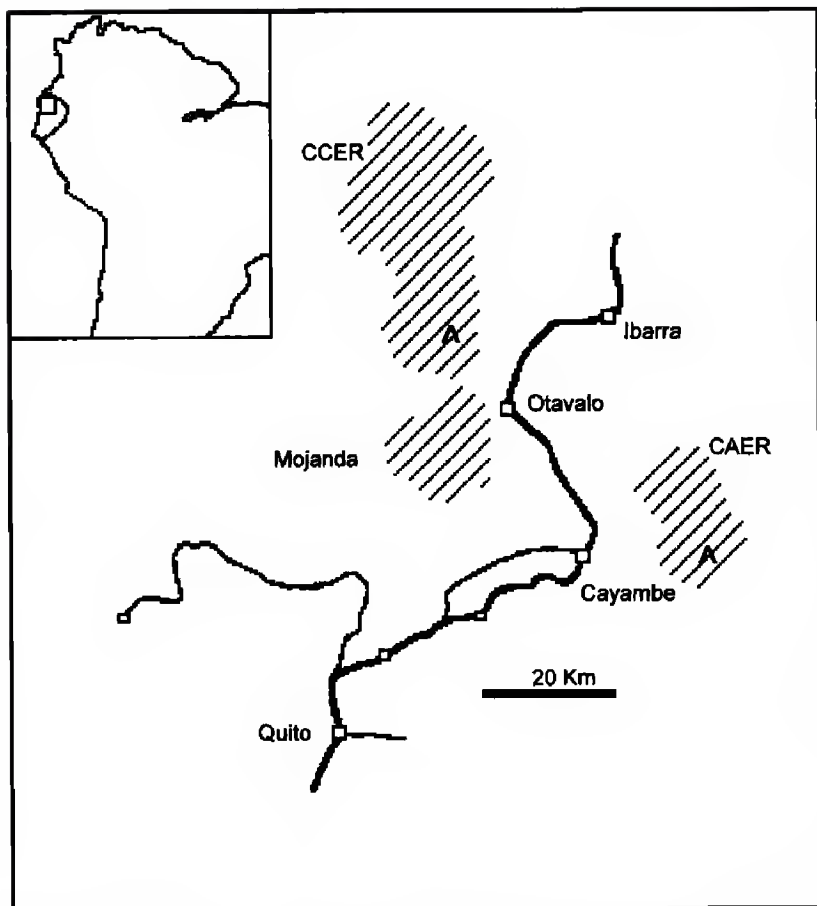 CCER
A
Ibarra
Otavalo
Mojanda
CAER
A
Cayambe
20 Km
Quito